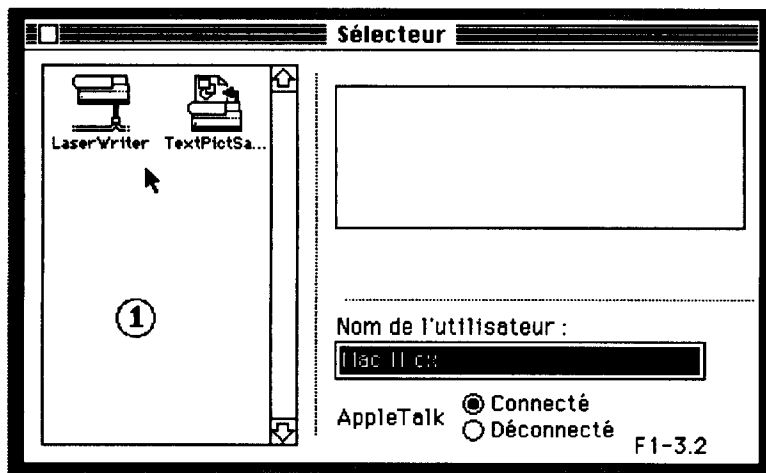 Sélecteur
LaserWriter TextPictSa...
1
Nom de l'utilisateur :
Mac II cx
AppleTalk Connecté
Déconnecté
F1-3.2